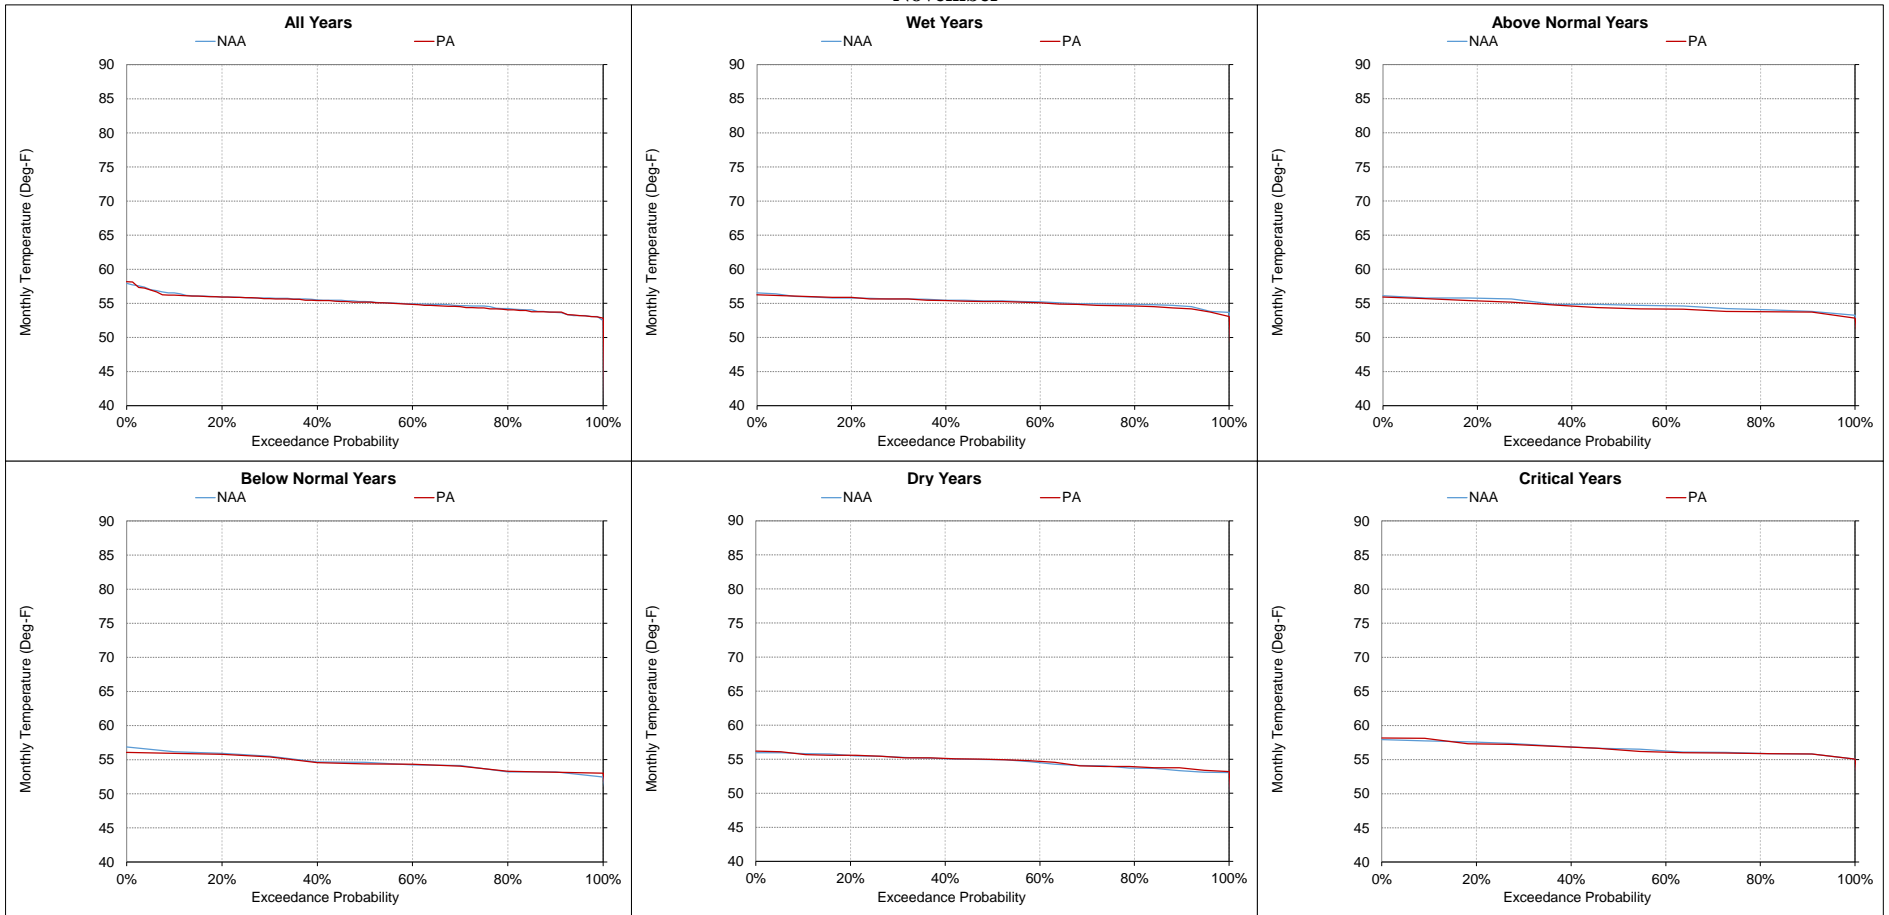 All Years
NAA PA
90
85
80
75
70
65
60
55
50
45
40
Monthly Temperature (Deg-F)
0% 20% 40% 60% 80% 100%
Exceedance Probability
Wet Years
NAA PA
90
85
80
75
70
65
60
55
50
45
40
Monthly Temperature (Deg-F)
0% 20% 40% 60% 80% 100%
Exceedance Probability
Above Normal Years
NAA PA
90
85
80
75
70
65
60
55
50
45
40
Monthly Temperature (Deg-F)
0% 20% 40% 60% 80% 100%
Exceedance Probability
Below Normal Years
NAA PA
90
85
80
75
70
65
60
55
50
45
40
Monthly Temperature (Deg-F)
0% 20% 40% 60% 80% 100%
Exceedance Probability
Dry Years
NAA PA
90
85
80
75
70
65
60
55
50
45
40
Monthly Temperature (Deg-F)
0% 20% 40% 60% 80% 100%
Exceedance Probability
Critical Years
NAA PA
90
85
80
75
70
65
60
55
50
45
40
Monthly Temperature (Deg-F)
0% 20% 40% 60% 80% 100%
Exceedance Probability